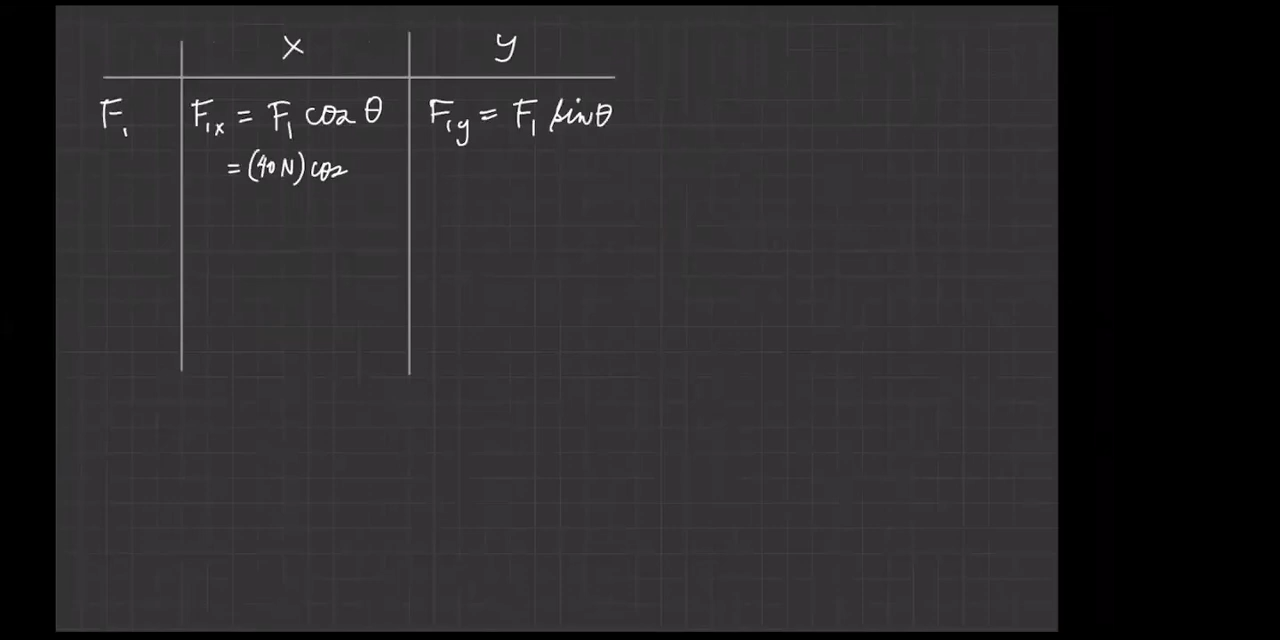 x y
F₁ F₁ₓ = F₁ cos θ F₁y = F₁ sin θ
= (40 N) cos